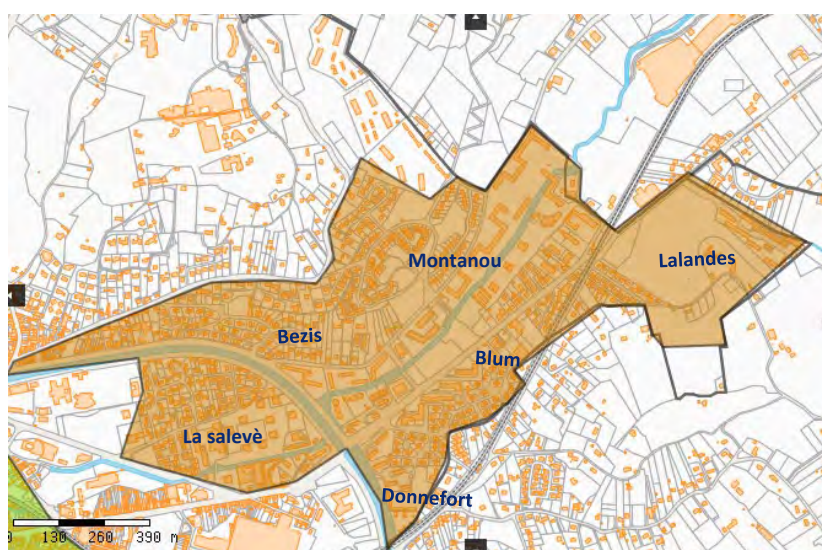 Montanou
Lalandes
Bezis
Blum
La salevè
Donnefort
0 130 260 390 m